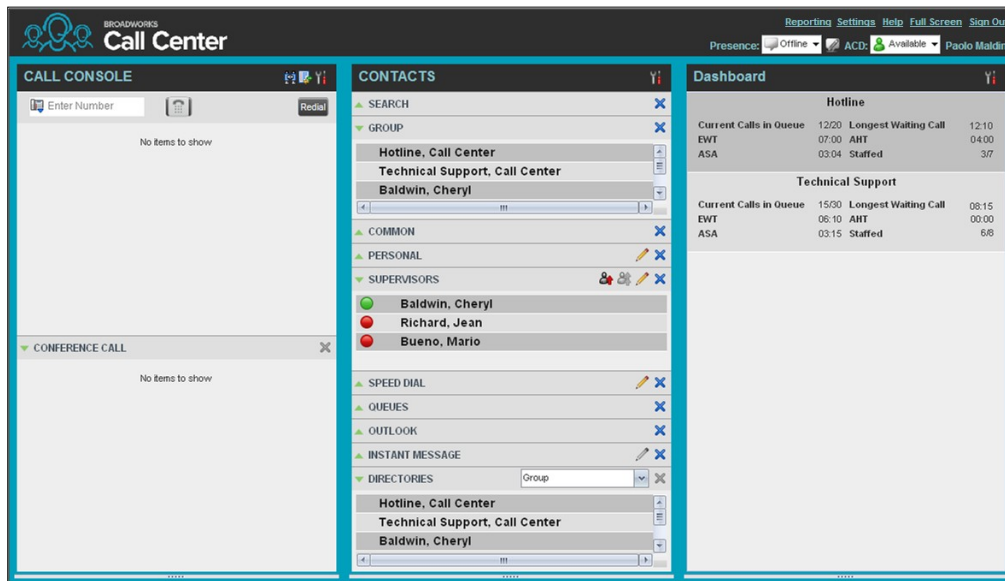 Reporting Settings Help Full Screen Sign Ou
BROADWORKS
Call Center
Presence: Offline ACD: Available Paolo Maldin
CALL CONSOLE
Enter Number Redial
No items to show
CONFERENCE CALL
No items to show
CONTACTS
SEARCH
GROUP
Hotline, Call Center
Technical Support, Call Center
Baldwin, Cheryl
COMMON
PERSONAL
SUPERVISORS
Baldwin, Cheryl
Richard, Jean
Bueno, Mario
SPEED DIAL
QUEUES
OUTLOOK
INSTANT MESSAGE
DIRECTORIES Group
Hotline, Call Center
Technical Support, Call Center
Baldwin, Cheryl
Dashboard
Hotline
Current Calls in Queue 12/20 Longest Waiting Call 12:10
EWT 07:00 AHT 04:00
ASA 03:04 Staffed 3/7
Technical Support
Current Calls in Queue 15/30 Longest Waiting Call 08:15
EWT 06:10 AHT 00:00
ASA 03:15 Staffed 6/8